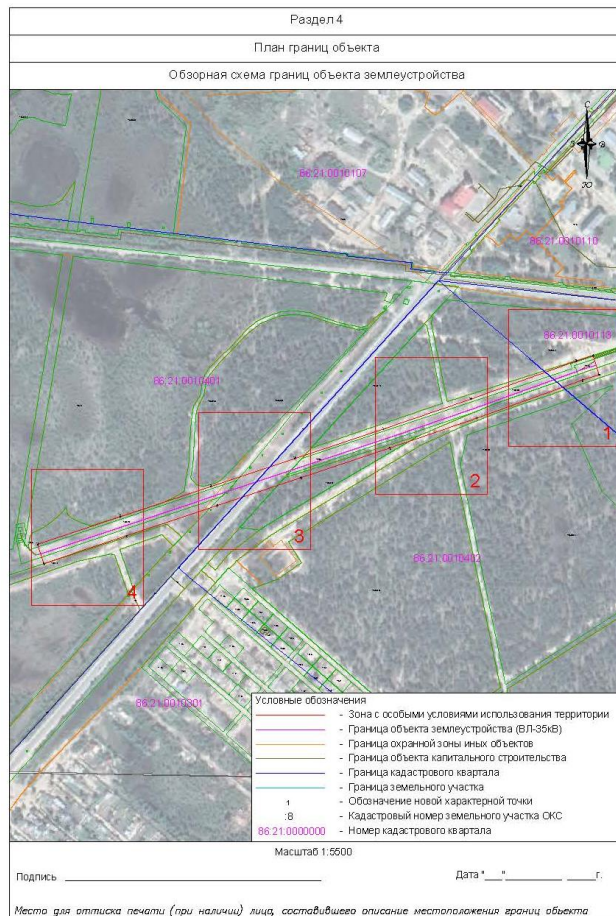 Раздел 4
План границ объекта
Обзорная схема границ объекта землеустройства
С
Ю
86:21:0010107
86:21:0010110
86:21:0010113
86:21:0010401
1
2
3
86:21:0010402
4
86:21:0010301
Условные обозначения
- Зона с особыми условиями использования территории
- Граница объекта землеустройства (ВЛ-35кВ)
- Граница охранной зоны иных объектов
- Граница объекта капитального строительства
- Граница кадастрового квартала
- Граница земельного участка
1 - Обозначение новой характерной точки
:8 - Кадастровый номер земельного участка ОКС
86:21:0000000 - Номер кадастрового квартала
Масштаб 1:5500
Подпись ____________ Дата "___"__________ _____г.
Место для оттиска печати (при наличии) лица, составившего описание местоположения границ объекта